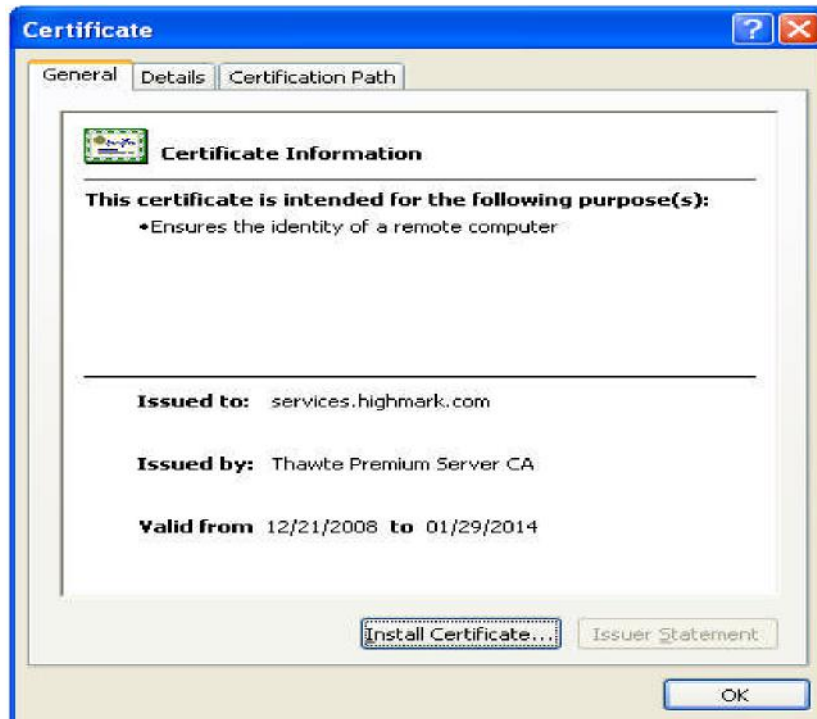 Certificate
General Details Certification Path
Certificate Information
This certificate is intended for the following purpose(s):
•Ensures the identity of a remote computer
Issued to: services.highmark.com
Issued by: Thawte Premium Server CA
Valid from 12/21/2008 to 01/29/2014
Install Certificate... Issuer Statement
OK